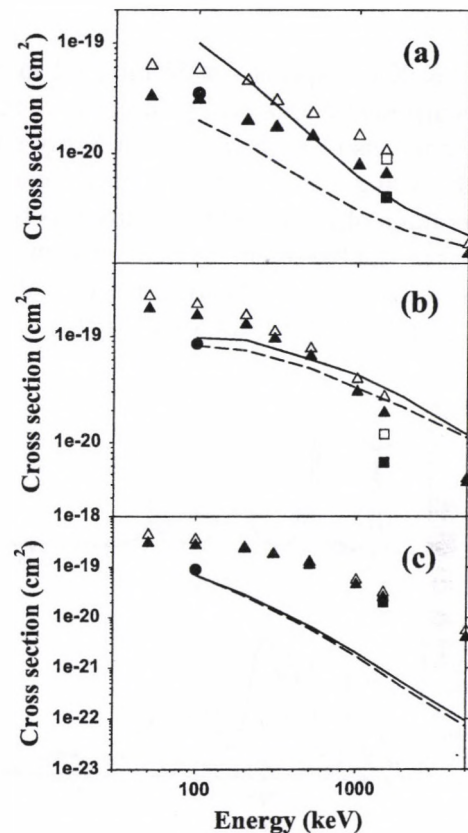 1e-19
(a)
1e-20
Cross section (cm²)
(b)
1e-19
1e-20
Cross section (cm²)
1e-18
(c)
1e-19
1e-20
1e-21
1e-22
1e-23
Cross section (cm²)
100
1000
Energy (keV)